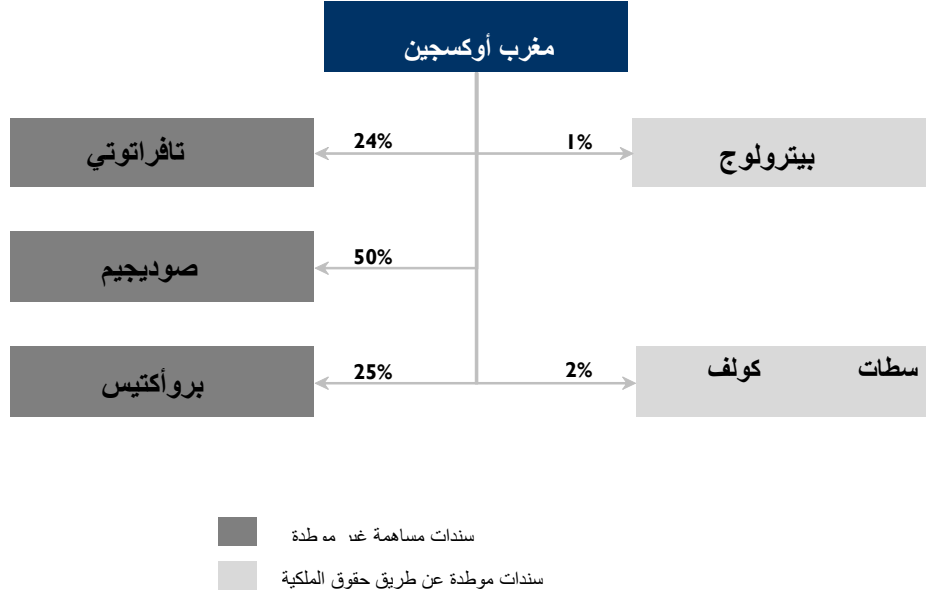 مغرب أوكسجين
تافراتوتي
24%
1%
بيترولوج
صوديجيم
50%
بروأكتيس
25%
2%
سطات كولف
سندات مساهمة غير موطدة
سندات موطدة عن طريق حقوق الملكية